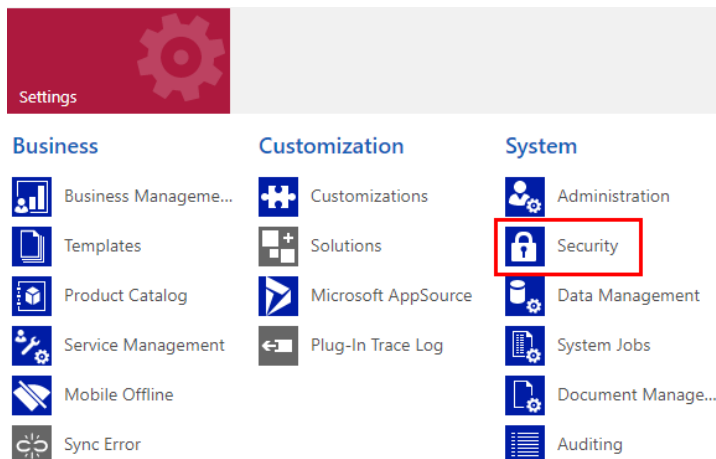 Settings
Business
Business Manageme...
Templates
Product Catalog
Service Management
Mobile Offline
Sync Error
Customization
Customizations
Solutions
Microsoft AppSource
Plug-In Trace Log
System
Administration
Security
Data Management
System Jobs
Document Manage...
Auditing